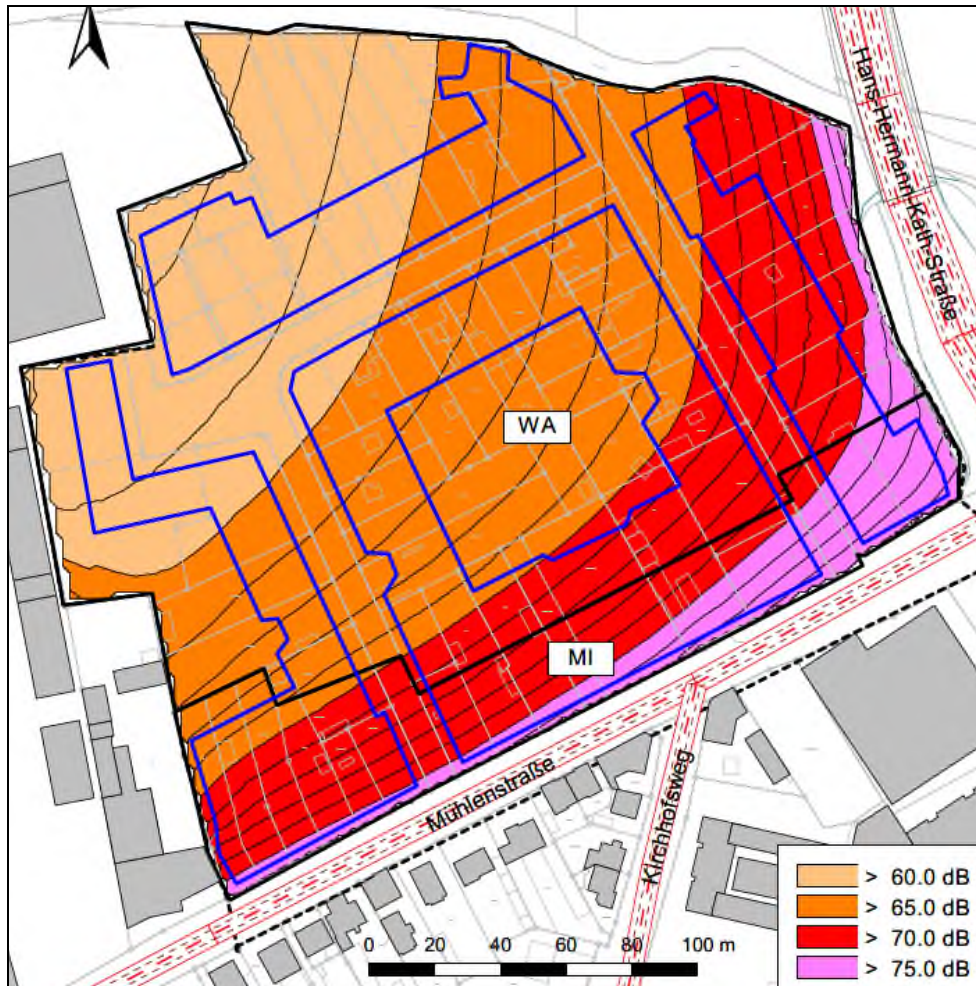 Hans-Hermann-Kath-Straße
WA
MI
Mühlenstraße
Kirchhofsweg
> 60.0 dB
> 65.0 dB
> 70.0 dB
> 75.0 dB
0 20 40 60 80 100 m